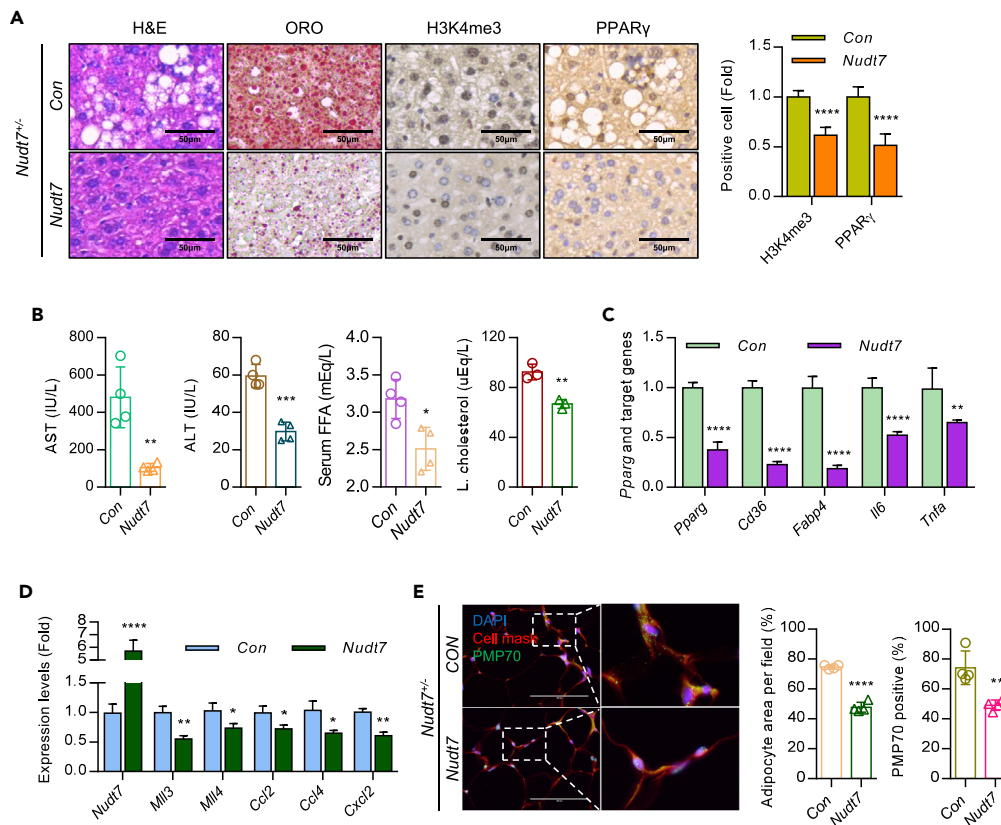 A
H&E
ORO
H3K4me3
PPARγ
Nudt7+/-
Con
50μm
50μm
50μm
50μm
Nudt7
50μm
50μm
50μm
50μm
Positive cell (Fold)
1.5
1.0
0.5
0.0
Con
Nudt7
****
****
H3K4me3
PPARγ
B
AST (IU/L)
800
600
400
200
0
**
Con
Nudt7
ALT (IU/L)
60
40
20
0
***
Con
Nudt7
Serum FFA (mEq/L)
4.0
3.5
3.0
2.5
2.0
*
Con
Nudt7
L. cholesterol (uEq/L)
120
80
40
0
**
Con
Nudt7
C
Pparg and target genes
1.5
1.0
0.5
0.0
Con
Nudt7
****
****
****
****
**
Pparg
Cd36
Fabp4
Il6
Tnfa
D
Expression levels (Fold)
8
7
6
5
1.5
1.0
0.5
0.0
****
Con
Nudt7
**
*
*
*
**
Nudt7
Mll3
Mll4
Ccl2
Ccl4
Cxcl2
E
Nudt7+/-
CON
DAPI
Cell mass
PMP70
Nudt7
Adipocyte area per field (%)
100
80
60
40
20
0
****
Con
Nudt7
PMP70 positive (%)
100
80
60
40
20
0
**
Con
Nudt7